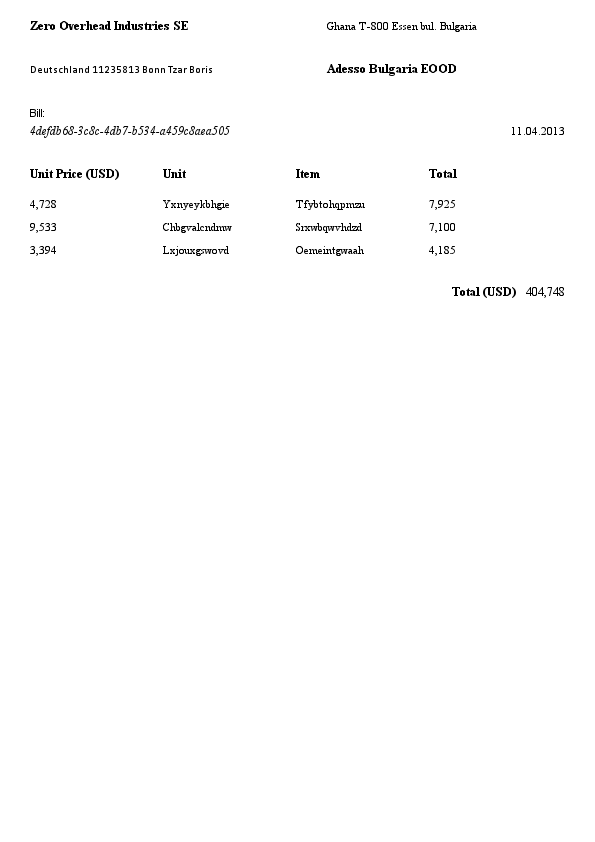 Zero Overhead Industries SE
Ghana T-800 Essen bul. Bulgaria
Deutschland 11235813 Bonn Tzar Boris
Adesso Bulgaria EOOD
Bill:
4defdb68-3c8c-4db7-b534-a459c8aea505
11.04.2013
Unit Price (USD) Unit Item Total
4,728 Yxnyeykbhgie Tfybtohqpmzu 7,925
9,533 Chbgvalcndmw Srxwbqwvhdzd 7,100
3,394 Lxjouxgswovd Oemeintgwaah 4,185
Total (USD) 404,748